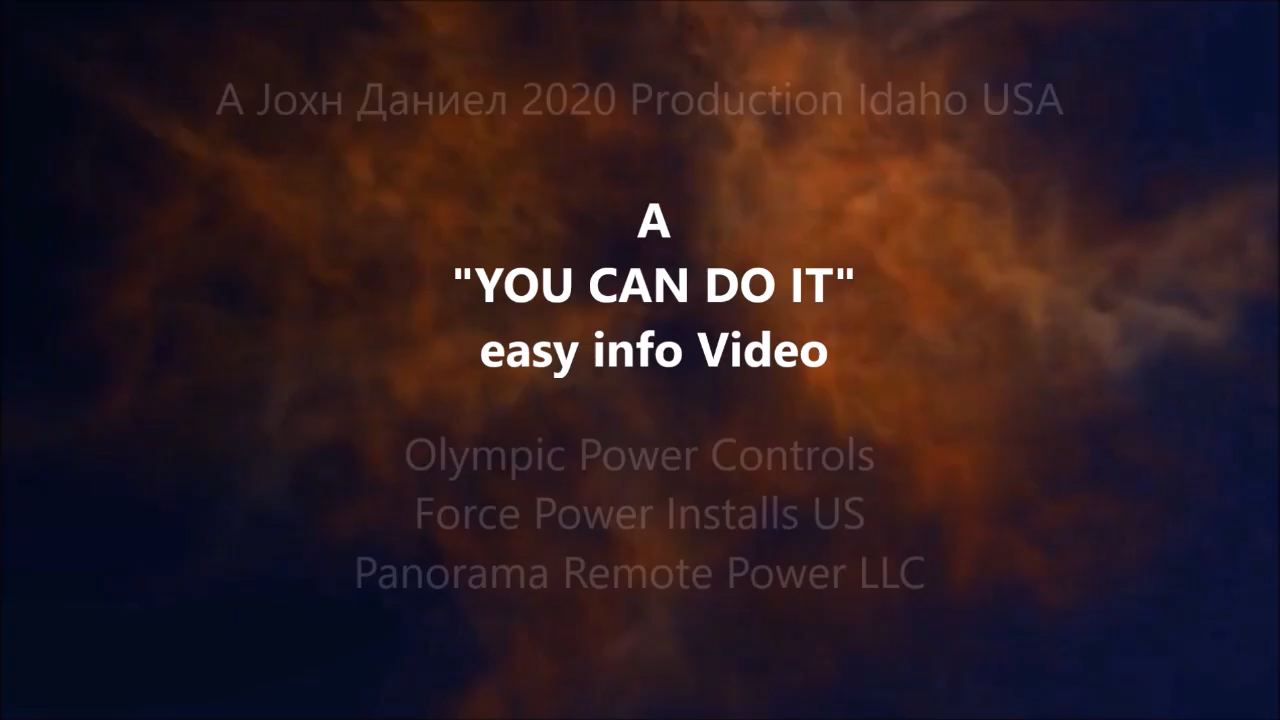 A Јохн Даниел 2020 Production Idaho USA
A
"YOU CAN DO IT"
easy info Video
Olympic Power Controls
Force Power Installs US
Panorama Remote Power LLC